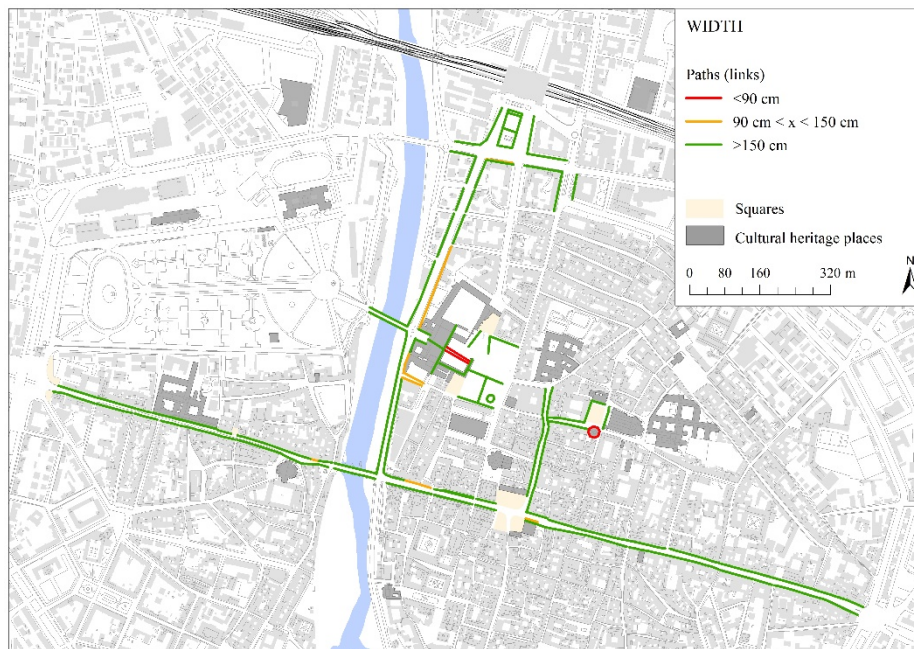 WIDTH
Paths (links)
<90 cm
90 cm < x < 150 cm
>150 cm
Squares
Cultural heritage places
N
0 80 160 320 m